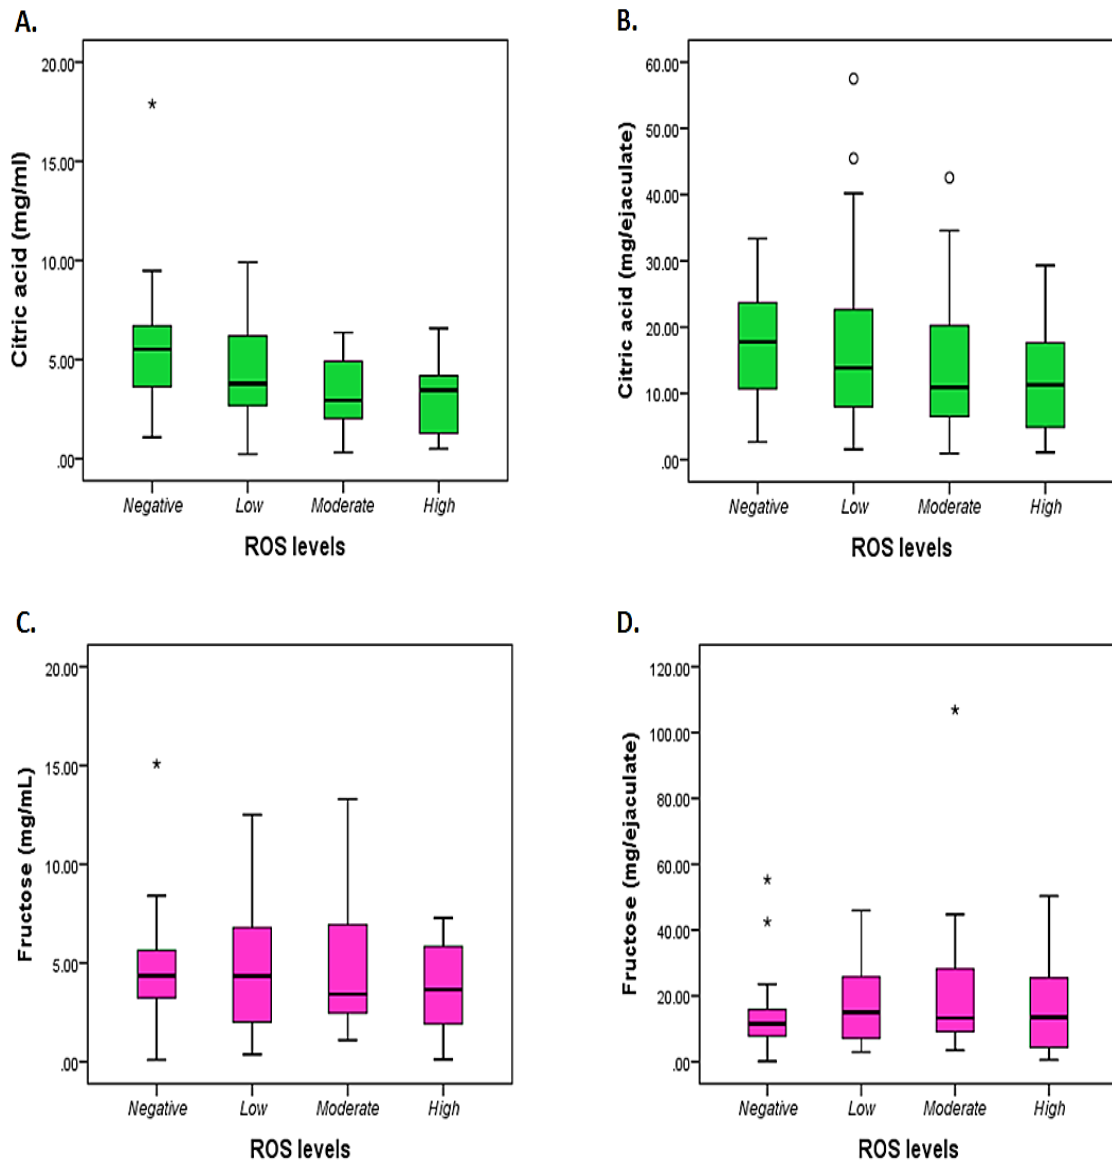 A.
Citric acid (mg/ml)
20.00
15.00
10.00
5.00
.00
*
Negative Low Moderate High
ROS levels
B.
Citric acid (mg/ejaculate)
60.00
50.00
40.00
30.00
20.00
10.00
.00
Negative Low Moderate High
ROS levels
C.
Fructose (mg/mL)
20.00
15.00
10.00
5.00
.00
*
Negative Low Moderate High
ROS levels
D.
Fructose (mg/ejaculate)
120.00
100.00
80.00
60.00
40.00
20.00
.00
*
*
*
Negative Low Moderate High
ROS levels